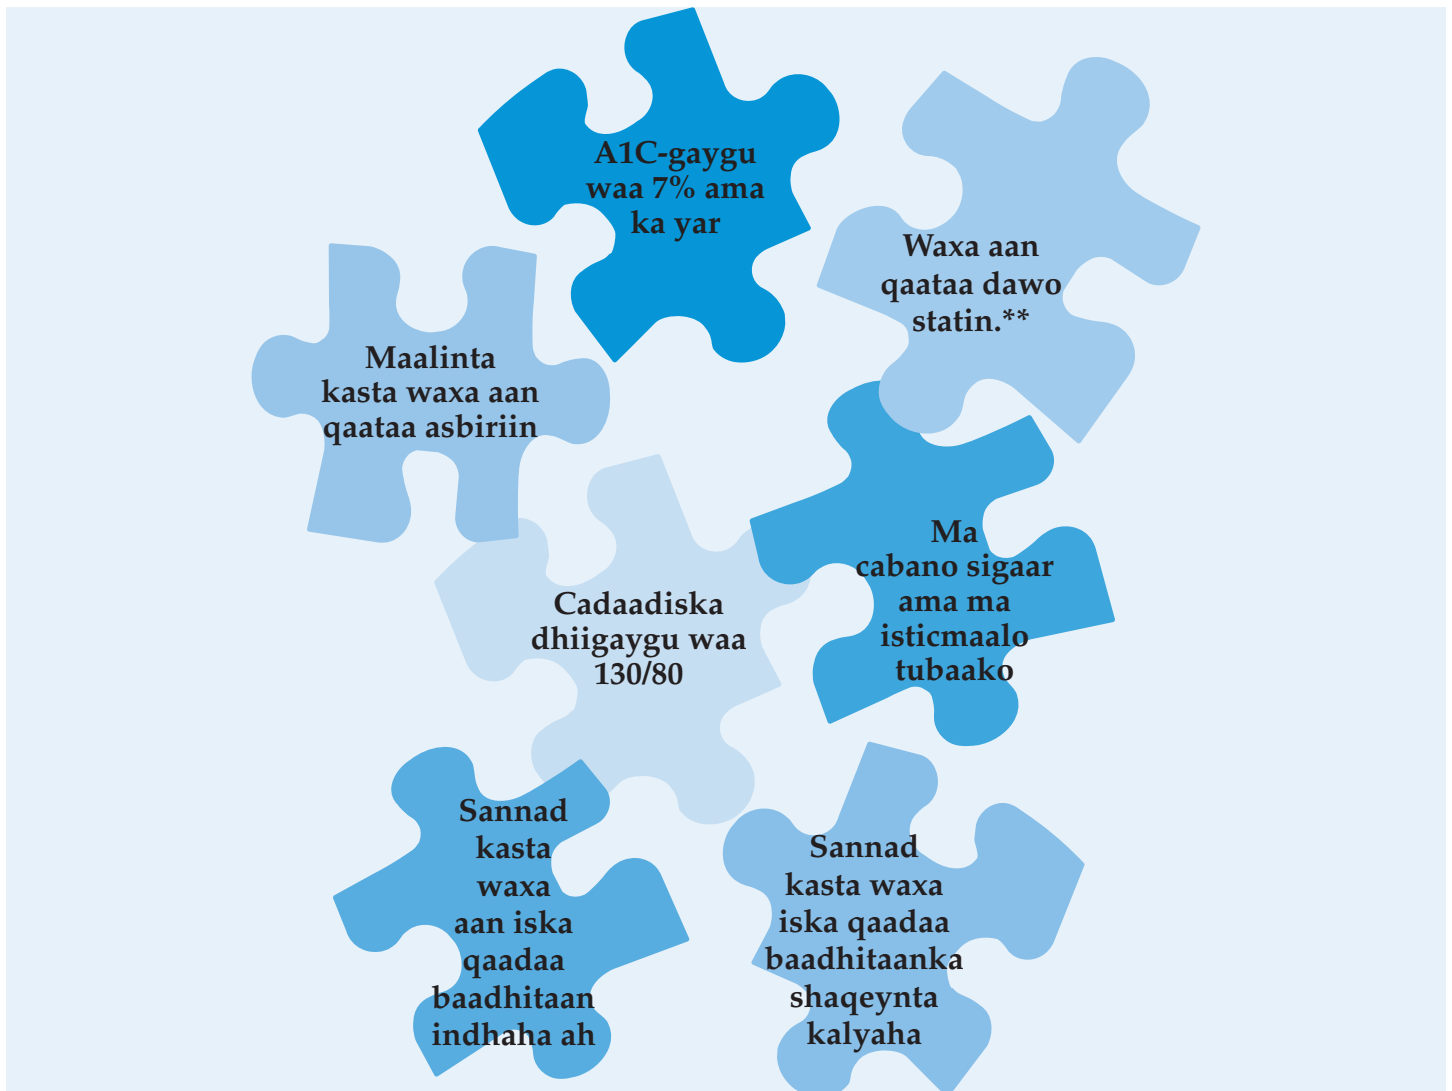 A1C-gaygu
waa 7% ama
ka yar
Waxa aan
qaataa dawo
statin.**
Maalinta
kasta waxa aan
qaataa asbiriin
Ma
cabano sigaar
ama ma
isticmaalo
tubaako
Cadaadiska
dhiigaygu waa
130/80
Sannad
kasta
waxa
aan iska
qaadaa
baadhitaan
indhaha ah
Sannad
kasta waxa
iska qaadaa
baadhitaanka
shaqeynta
kalyaha